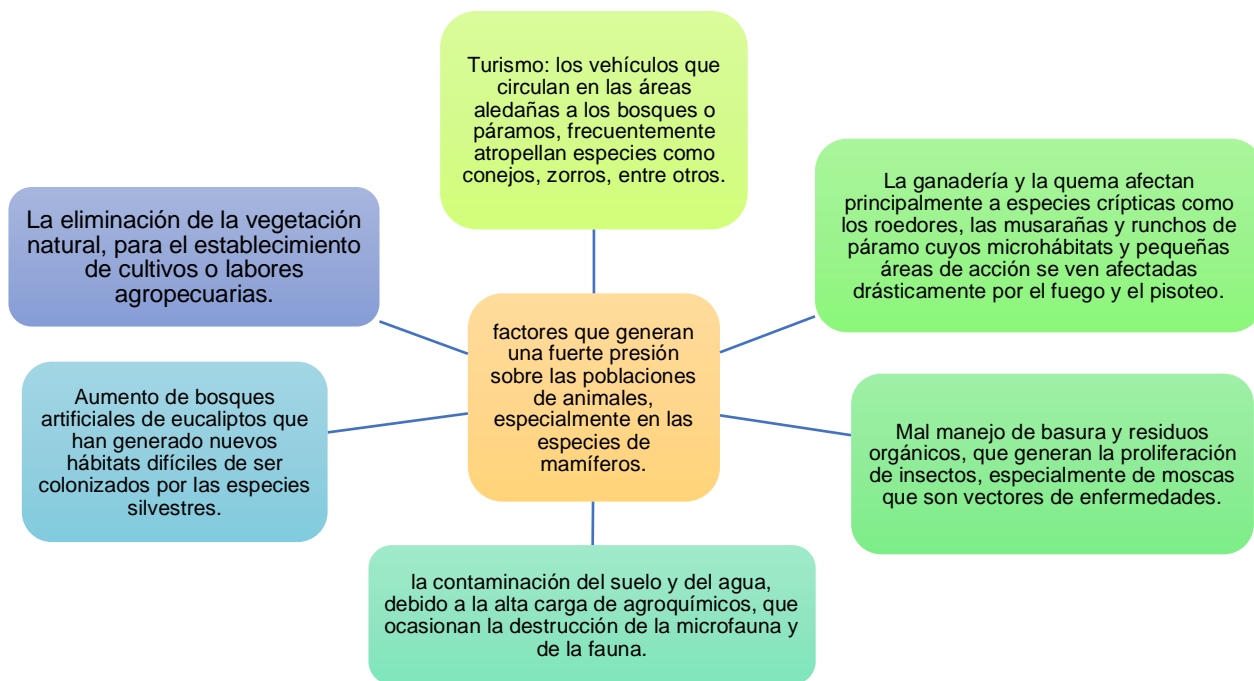 Turismo: los vehículos que
circulan en las áreas
aledañas a los bosques o
páramos, frecuentemente
atropellan especies como
conejos, zorros, entre otros.
La ganadería y la quema afectan
principalmente a especies crípticas como
los roedores, las musarañas y runchos de
páramo cuyos microhábitats y pequeñas
áreas de acción se ven afectadas
drásticamente por el fuego y el pisoteo.
La eliminación de la vegetación
natural, para el establecimiento
de cultivos o labores
agropecuarias.
factores que generan
una fuerte presión
sobre las poblaciones
de animales,
especialmente en las
especies de
mamíferos.
Aumento de bosques
artificiales de eucaliptos que
han generado nuevos
hábitats difíciles de ser
colonizados por las especies
silvestres.
Mal manejo de basura y residuos
orgánicos, que generan la proliferación
de insectos, especialmente de moscas
que son vectores de enfermedades.
la contaminación del suelo y del agua,
debido a la alta carga de agroquímicos, que
ocasionan la destrucción de la microfauna y
de la fauna.